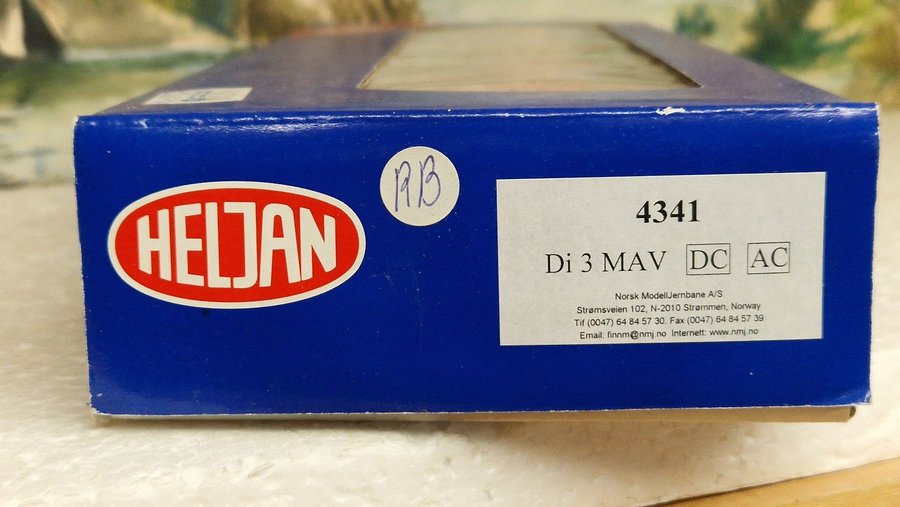 HELJAN
RB
4341
Di 3 MAV DC AC
Norsk ModellJernbane A/S
Strømsveien 102, N-2010 Strømmen, Norway
Tlf (0047) 64 84 57 30. Fax (0047) 64 84 57 39
Email: finnm@nmj.no Internett: www.nmj.no